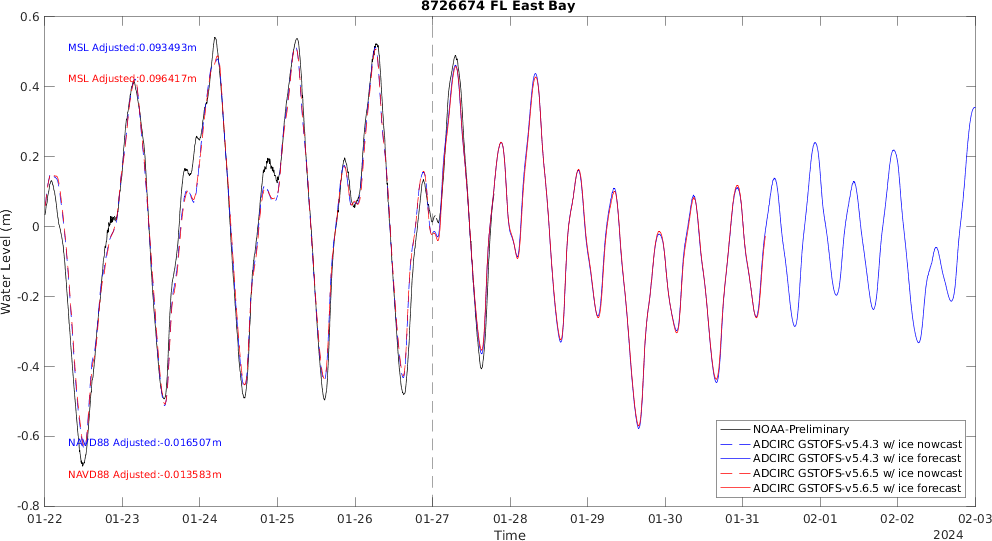 8726674 FL East Bay
0.6
MSL Adjusted:0.093493m
MSL Adjusted:0.096417m
0.4
0.2
0
-0.2
-0.4
-0.6
-0.8
Water Level (m)
NAVD88 Adjusted:-0.016507m
NAVD88 Adjusted:-0.013583m
NOAA-Preliminary
ADCIRC GSTOFS-v5.4.3 w/ ice nowcast
ADCIRC GSTOFS-v5.4.3 w/ ice forecast
ADCIRC GSTOFS-v5.6.5 w/ ice nowcast
ADCIRC GSTOFS-v5.6.5 w/ ice forecast
01-22 01-23 01-24 01-25 01-26 01-27 01-28 01-29 01-30 01-31 02-01 02-02 02-03
Time
2024